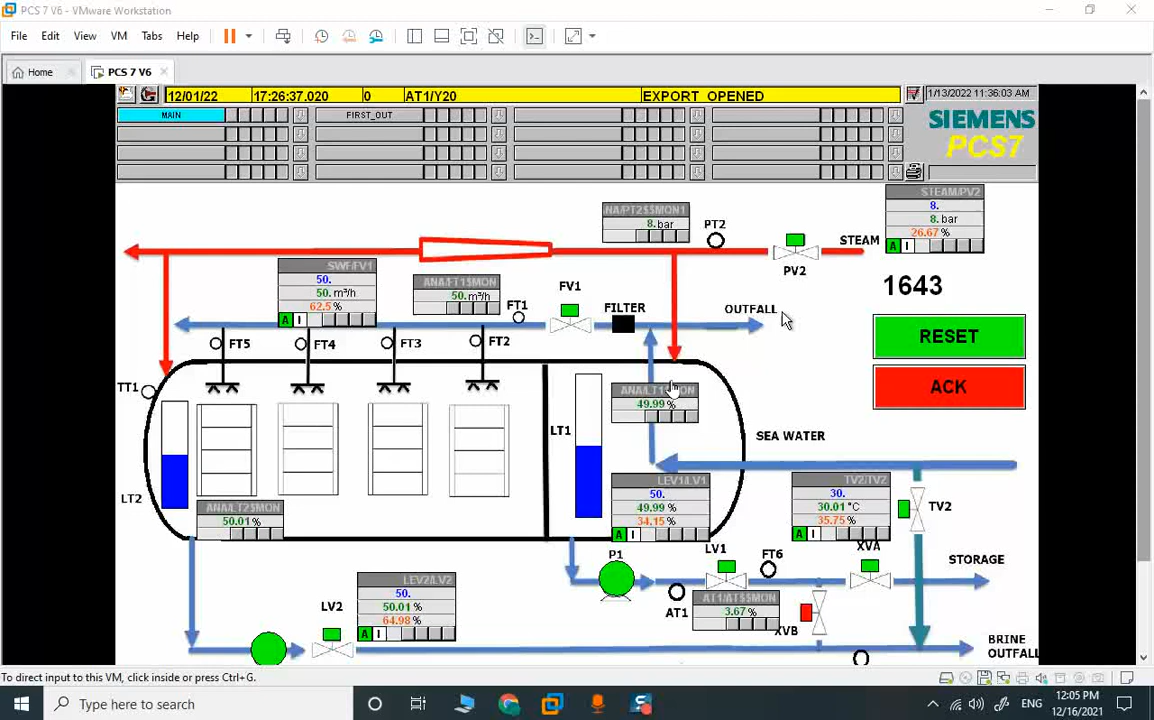 PCS 7 V6 - VMware Workstation
File Edit View VM Tabs Help
Home PCS 7 V6
12/01/22 17:26:37.020 0 AT1/Y20 EXPORT OPENED 1/13/2022 11:36:03 AM
MAIN FIRST_OUT
SIEMENS
PCS7
STEAM/PV2
8.
8. bar
26.67 %
A I
NA/PT2$$MON1
8. bar
PT2
STEAM
PV2
SWF/FV1
50.
50. m³/h
62.5 %
A I
ANA/FT1$MON
50. m³/h
FT1
FV1
FILTER
OUTFALL
1643
RESET
ACK
FT5 FT4 FT3 FT2
TT1
LT1
49.99 %
SEA WATER
LT2
ANA/LT2$MON
50.01 %
LEV1/LV1
50.
49.99 %
34.15 %
A I
TV2/TV2
30.
30.01 °C
35.75 %
A I
TV2
P1
LV1
FT6
XVA
STORAGE
AT1
AT1/AT$$MON
3.67 %
XVB
LEV2/LV2
50.
50.01 %
64.98 %
A I
LV2
BRINE
OUTFALL
To direct input to this VM, click inside or press Ctrl+G.
Type here to search
ENG
12:05 PM
12/16/2021